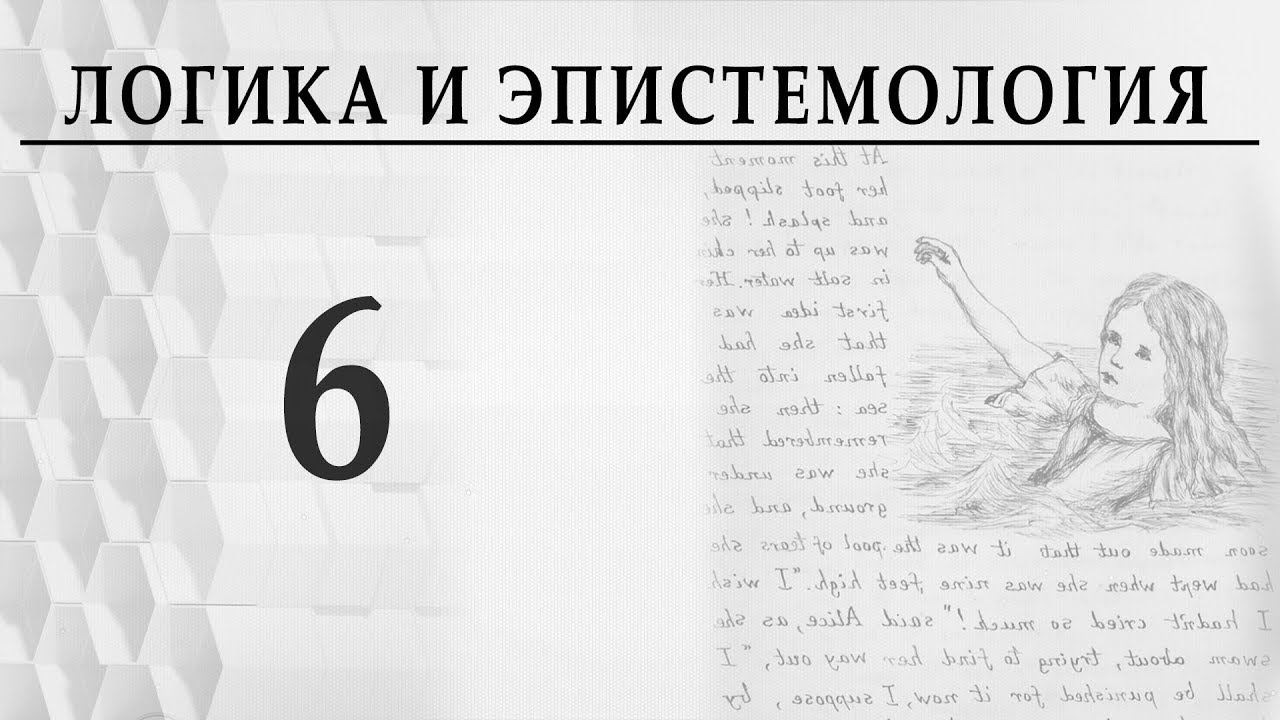 ЛОГИКА И ЭПИСТЕМОЛОГИЯ
6
At this moment
her foot slipped,
and splash! she
was up to her chin
in salt water. Her
first idea was
that she had
fallen into the
sea: then she
remembered that
she was under
ground, and she
soon made out that it was the pool of tears she
had wept when she was nine feet high. "I wish
I hadn't cried so much!" said Alice, as she
swam about, trying to find her way out, "I
shall be punished for it now, I suppose, by